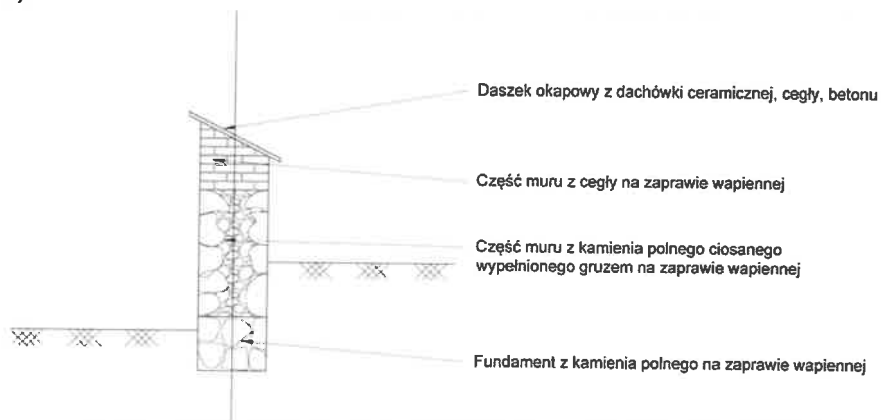 Daszek okapowy z dachówki ceramicznej, cegły, betonu
Część muru z cegły na zaprawie wapiennej
Część muru z kamienia polnego ciosanego
wypełnionego gruzem na zaprawie wapiennej
Fundament z kamienia polnego na zaprawie wapiennej